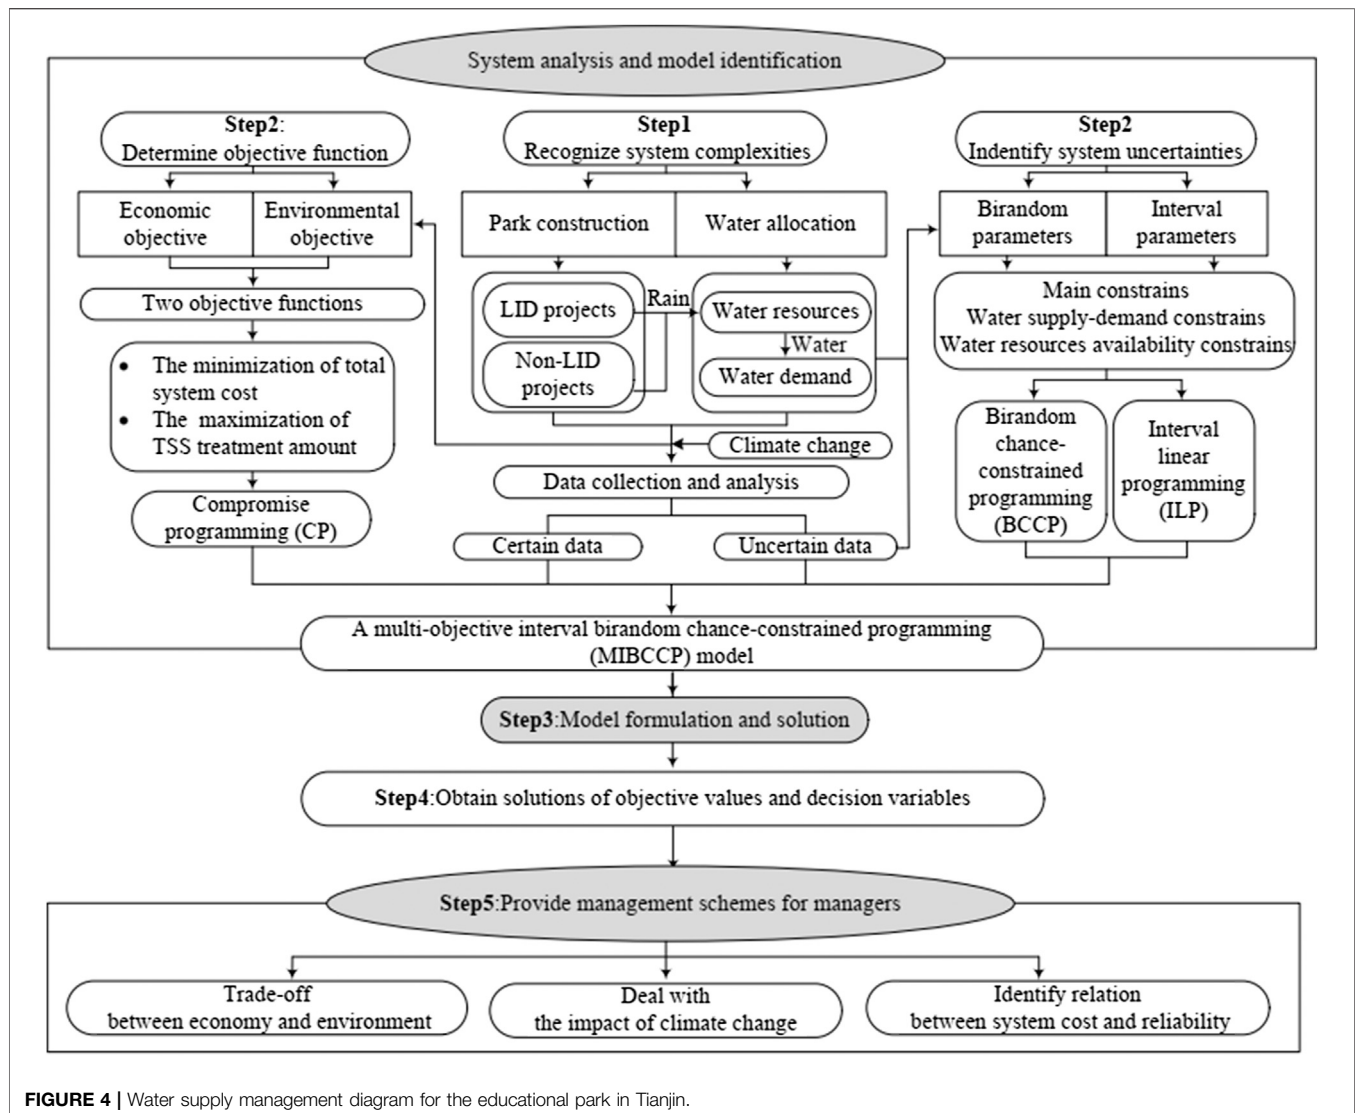 System analysis and model identification
Step2:
Determine objective function
Economic
objective
Environmental
objective
Two objective functions
• The minimization of total
system cost
• The maximization of
TSS treatment amount
Compromise
programming (CP)
Step1
Recognize system complexities
Park construction
Water allocation
LID projects
Non-LID
projects
Rain
Water resources
Water
Water demand
Climate change
Data collection and analysis
Certain data
Uncertain data
Step2
Indentify system uncertainties
Birandom
parameters
Interval
parameters
Main constrains
Water supply-demand constrains
Water resources availability constrains
Birandom
chance-
constrained
programming
(BCCP)
Interval
linear
programming
(ILP)
A multi-objective interval birandom chance-constrained programming
(MIBCCP) model
Step3:Model formulation and solution
Step4:Obtain solutions of objective values and decision variables
Step5:Provide management schemes for managers
Trade-off
between economy and environment
Deal with
the impact of climate change
Identify relation
between system cost and reliability
FIGURE 4 | Water supply management diagram for the educational park in Tianjin.